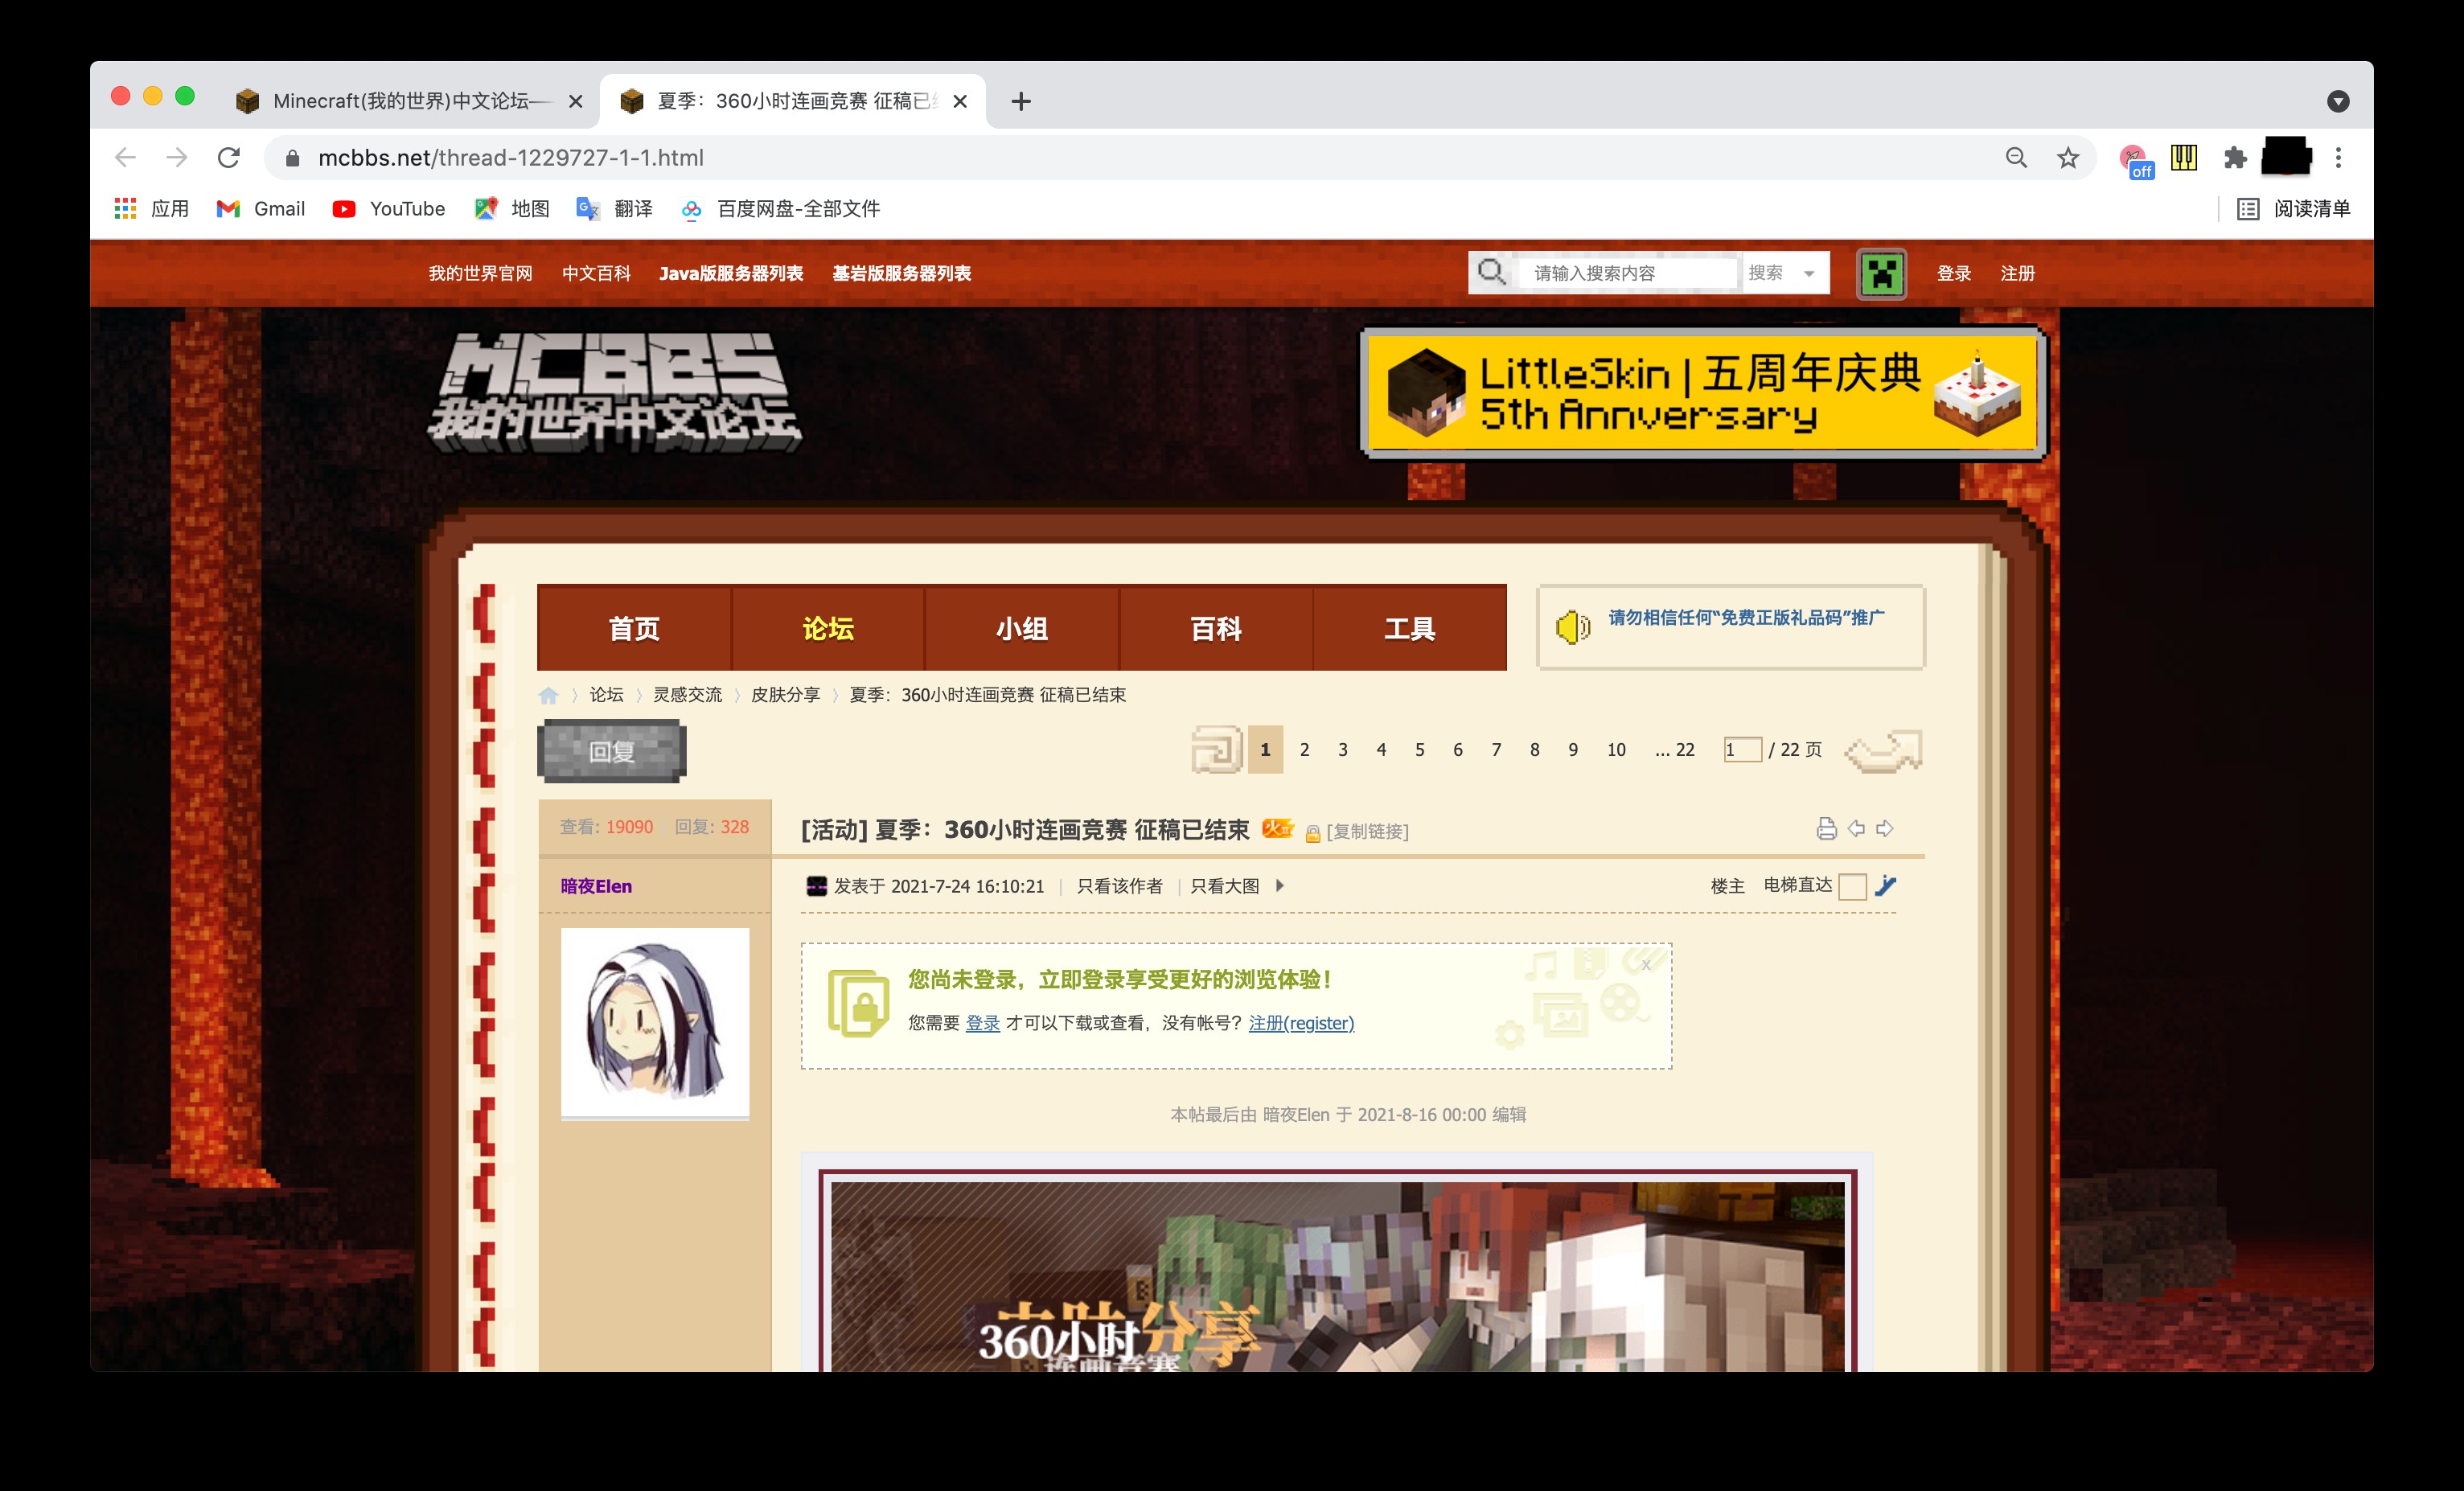 Minecraft(我的世界)中文论坛—
夏季：360小时连画竞赛 征稿已
mcbbs.net/thread-1229727-1-1.html
off
应用 Gmail YouTube 地图 翻译 百度网盘-全部文件 阅读清单
我的世界官网 中文百科 Java版服务器列表 基岩版服务器列表 请输入搜索内容 搜索 登录 注册
MCBBS
我的世界中文论坛
LittleSkin | 五周年庆典
5th Annversary
首页 论坛 小组 百科 工具
请勿相信任何“免费正版礼品码”推广
论坛 〉 灵感交流 〉 皮肤分享 〉 夏季：360小时连画竞赛 征稿已结束
回复
1 2 3 4 5 6 7 8 9 10 ... 22 1 / 22 页
查看: 19090 回复: 328
[活动] 夏季：360小时连画竞赛 征稿已结束 [复制链接]
暗夜Elen
发表于 2021-7-24 16:10:21 | 只看该作者 | 只看大图
楼主 电梯直达
您尚未登录，立即登录享受更好的浏览体验！
x
您需要 登录 才可以下载或查看，没有帐号？注册(register)
本帖最后由 暗夜Elen 于 2021-8-16 00:00 编辑
分享
360小时
连画竞赛